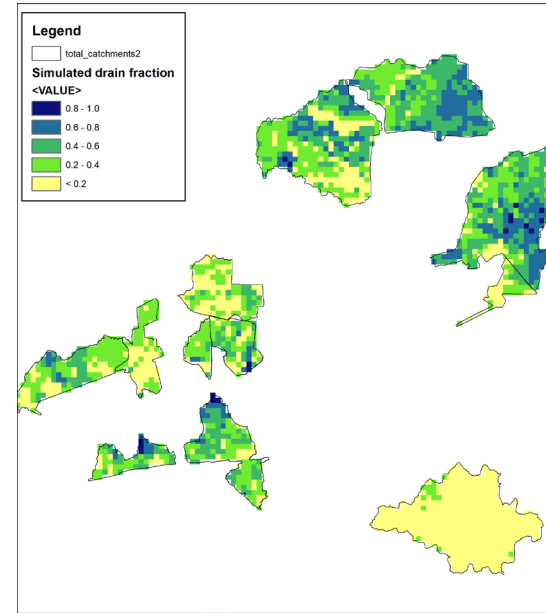 Legend
total_catchments2
Simulated drain fraction
<VALUE>
0.8 - 1.0
0.6 - 0.8
0.4 - 0.6
0.2 - 0.4
< 0.2